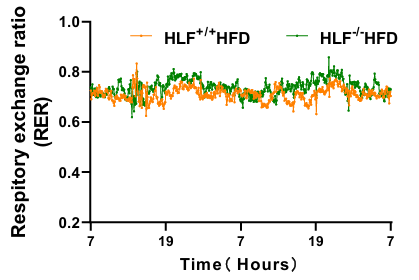 HLF+/+HFD HLF-/-HFD
Respitory exchange ratio
(RER)
1.0
0.8
0.6
0.4
0.2
7 19 7 19 7
Time( Hours)